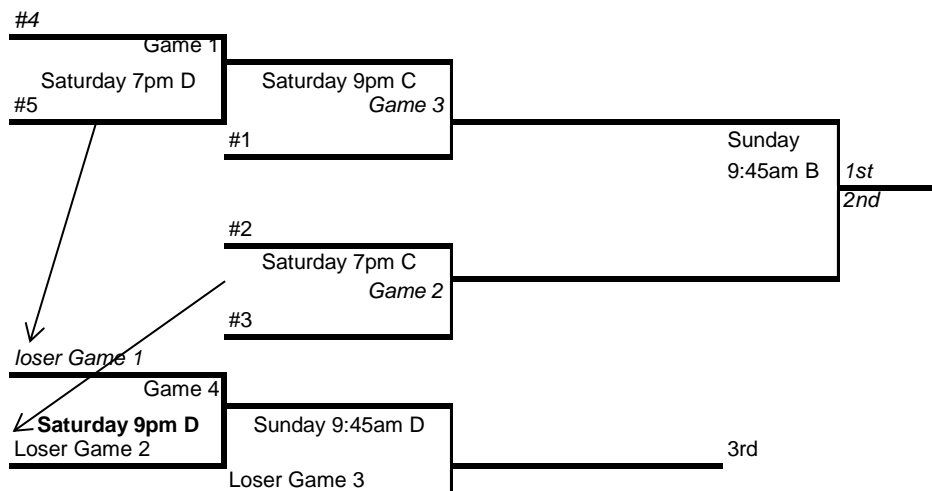 #4
Game 1
Saturday 7pm D
#5
Saturday 9pm C
Game 3
#1
Sunday
9:45am B
1st
2nd
#2
Saturday 7pm C
Game 2
#3
loser Game 1
Game 4
Saturday 9pm D
Loser Game 2
Sunday 9:45am D
3rd
Loser Game 3